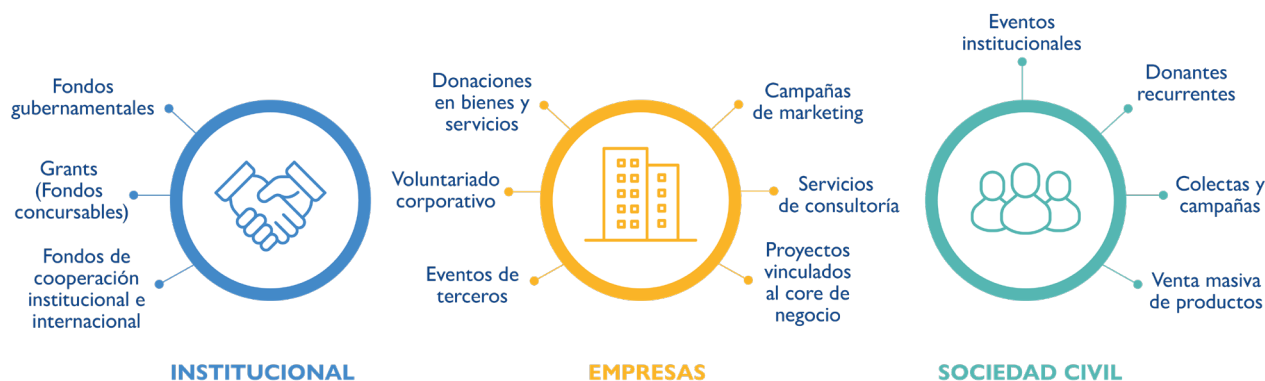 Fondos
gubernamentales
Grants
(Fondos
concursables)
Fondos de
cooperación
institucional e
internacional
INSTITUCIONAL
Donaciones
en bienes y
servicios
Voluntariado
corporativo
Eventos de
terceros
Campañas
de marketing
Servicios
de consultoría
Proyectos
vinculados
al core de
negocio
EMPRESAS
Eventos
institucionales
Donantes
recurrentes
Colectas y
campañas
Venta masiva
de productos
SOCIEDAD CIVIL